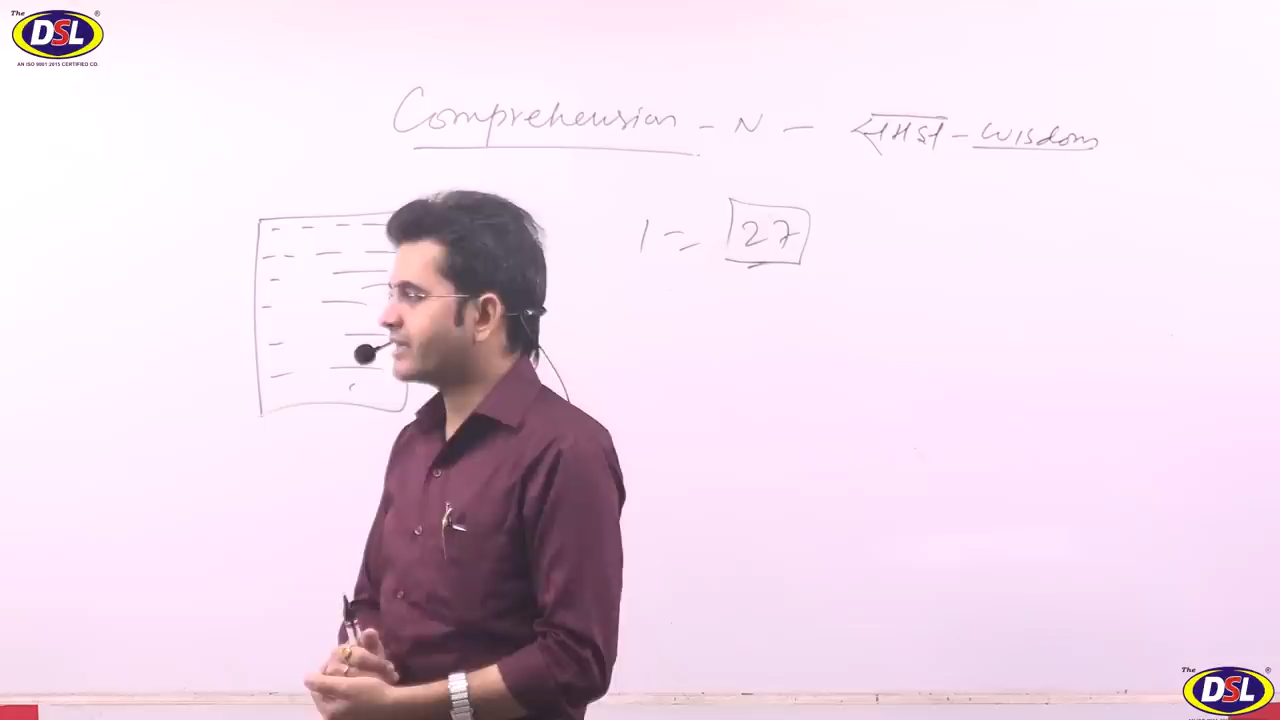 The DSL ®
AN ISO 9001 2015 CERTIFIED CO.
Comprehension - N - समझ - Wisdom
1 = 27
The DSL ®